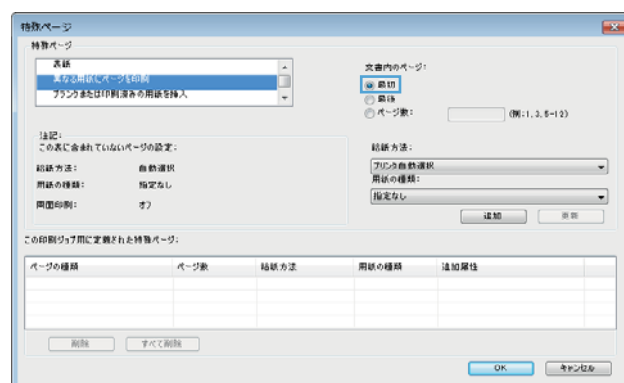 特殊ページ
特殊ページ
表紙
異なる用紙にページを印刷
ブランクまたは印刷済みの用紙を挿入
文書内のページ:
最初
最後
ページ数:
(例:1,3,5-12)
注記:
この表に含まれていないページの設定:
給紙方法: 自動選択
用紙の種類: 指定なし
両面印刷: オフ
給紙方法:
プリンタ自動選択
用紙の種類:
指定なし
追加 更新
この印刷ジョブ用に定義された特殊ページ:
ページの種類 ページ数 給紙方法 用紙の種類 追加属性
削除 すべて削除
OK キャンセル